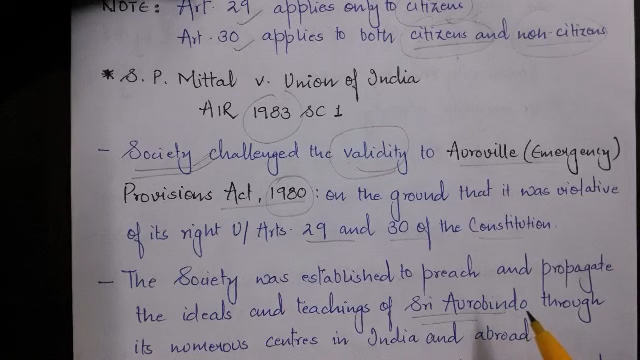 NOTE: Art. 29 applies only to citizens
Art. 30 applies to both citizens and non-citizens
* S. P. Mittal v. Union of India
AIR 1983 SC 1
- Society challenged the validity to Auroville (Emergency)
Provisions Act, 1980: on the ground that it was violative
of its right U/ Arts. 29 and 30 of the Constitution.
- The Society was established to preach and propagate
the ideals and teachings of Sri Aurobindo through
its numerous centres in India and abroad